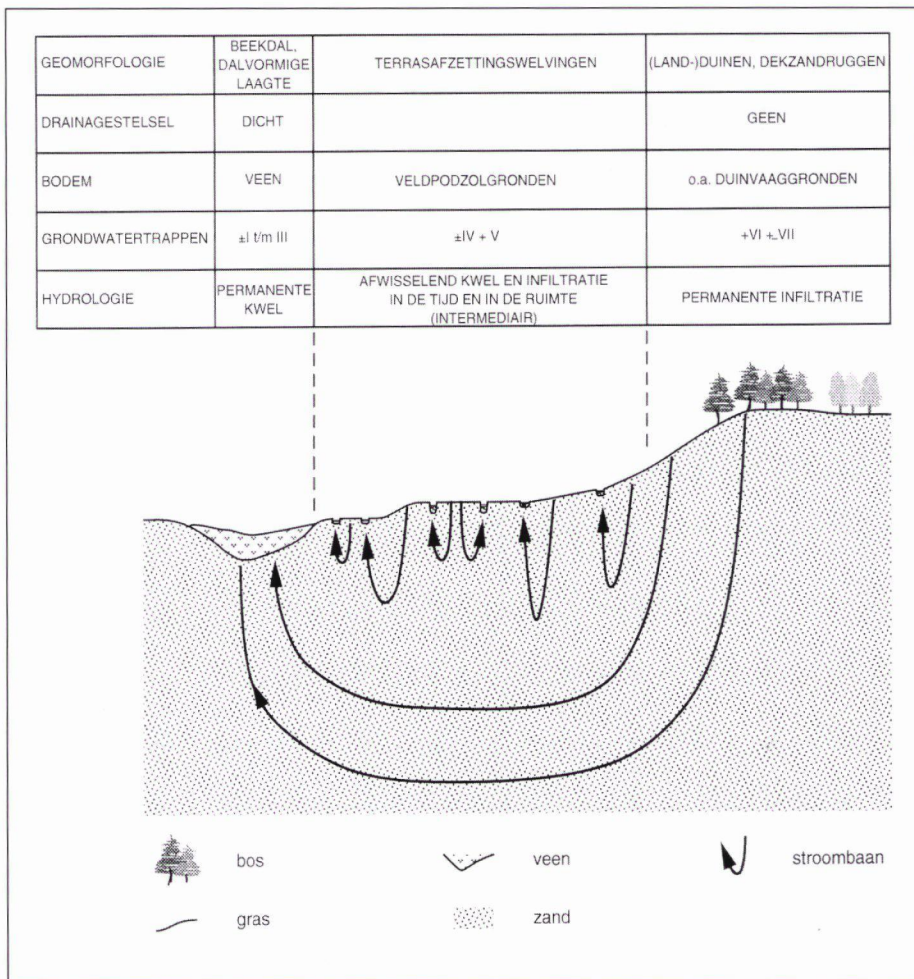 GEOMORFOLOGIE
BEEKDAL,
DALVORMIGE
LAAGTE
TERRASAFZETTINGSWELVINGEN
(LAND-)DUINEN, DEKZANDRUGGEN
DRAINAGESTELSEL
DICHT
GEEN
BODEM
VEEN
VELDPODZOLGRONDEN
o.a. DUINVAAGGRONDEN
GRONDWATERTRAPPEN
±I t/m III
±IV + V
+VI +VII
HYDROLOGIE
PERMANENTE
KWEL
AFWISSELEND KWEL EN INFILTRATIE
IN DE TIJD EN IN DE RUIMTE
(INTERMEDIAIR)
PERMANENTE INFILTRATIE
bos
veen
stroombaan
gras
zand